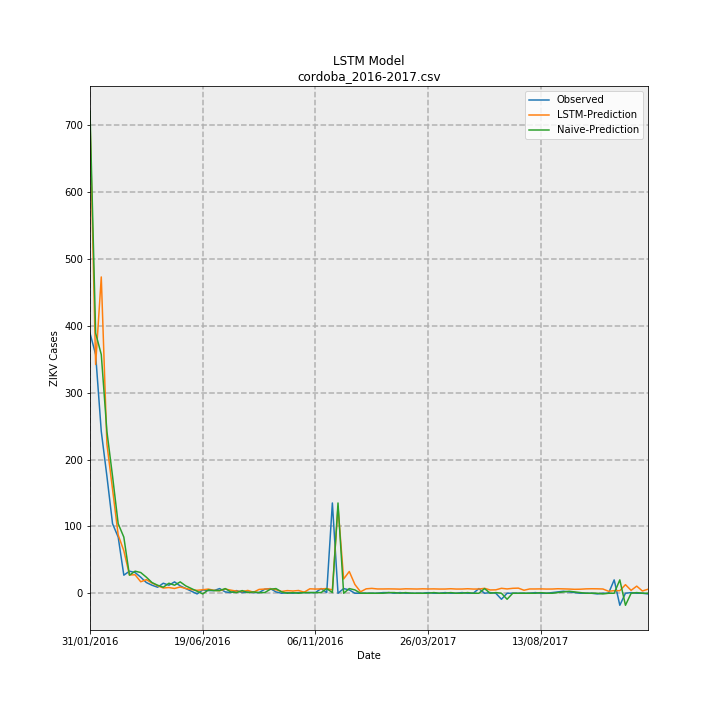 LSTM Model
cordoba_2016-2017.csv
Observed
LSTM-Prediction
Naive-Prediction
700
600
500
400
300
200
100
0
ZIKV Cases
31/01/2016
19/06/2016
06/11/2016
26/03/2017
13/08/2017
Date